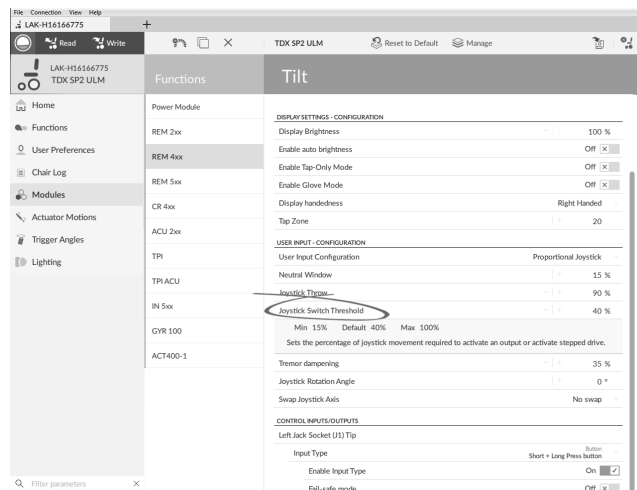 File Connection View Help
LAK-H16166775 +
Read Write TDX SP2 ULM Reset to Default Manage
LAK-H16166775
TDX SP2 ULM
Functions
Tilt
Home
Functions
User Preferences
Chair Log
Modules
Actuator Motions
Trigger Angles
Lighting
Filter parameters
Power Module
REM 2xx
REM 4xx
REM 5xx
CR 4xx
ACU 2xx
TPI
TPI ACU
IN 5xx
GYR 100
ACT400-1
DISPLAY SETTINGS - CONFIGURATION
Display Brightness - + 100 %
Enable auto brightness Off
Enable Tap-Only Mode Off
Enable Glove Mode Off
Display handedness Right Handed
Tap Zone - + 20
USER INPUT - CONFIGURATION
User Input Configuration Proportional Joystick
Neutral Window - + 15 %
Joystick Throw - + 90 %
Joystick Switch Threshold - + 40 %
Min 15% Default 40% Max 100%
Sets the percentage of joystick movement required to activate an output or activate stepped drive.
Tremor dampening - + 35 %
Joystick Rotation Angle - + 0 °
Swap Joystick Axis No swap
CONTROL INPUTS/OUTPUTS
Left Jack Socket (J1) Tip
Input Type Button
Short + Long Press button
Enable Input Type On
Fail-safe mode Off